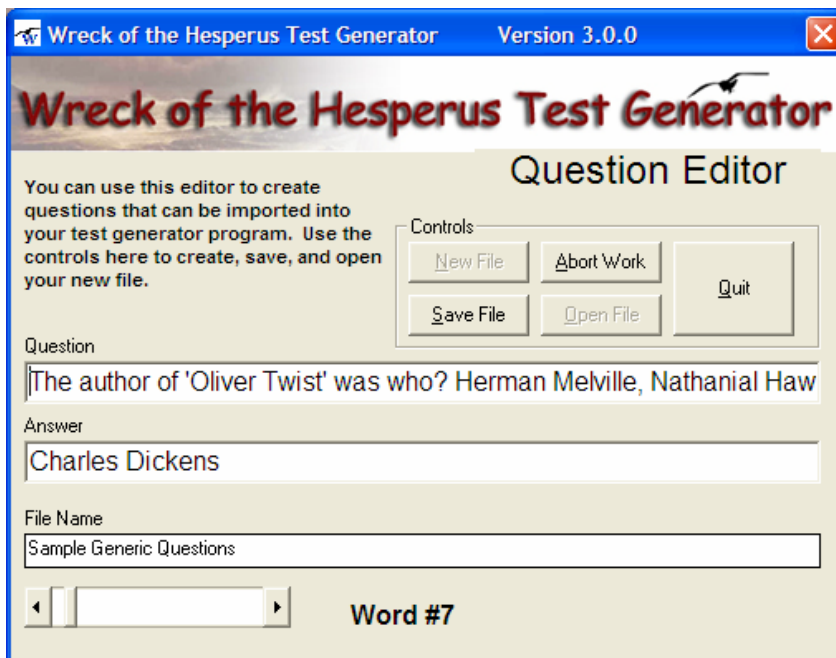 Wreck of the Hesperus Test Generator Version 3.0.0
Wreck of the Hesperus Test Generator
Question Editor
You can use this editor to create
questions that can be imported into
your test generator program. Use the
controls here to create, save, and open
your new file.
Controls
New File Abort Work
Quit
Save File Open File
Question
The author of 'Oliver Twist' was who? Herman Melville, Nathanial Haw
Answer
Charles Dickens
File Name
Sample Generic Questions
Word #7